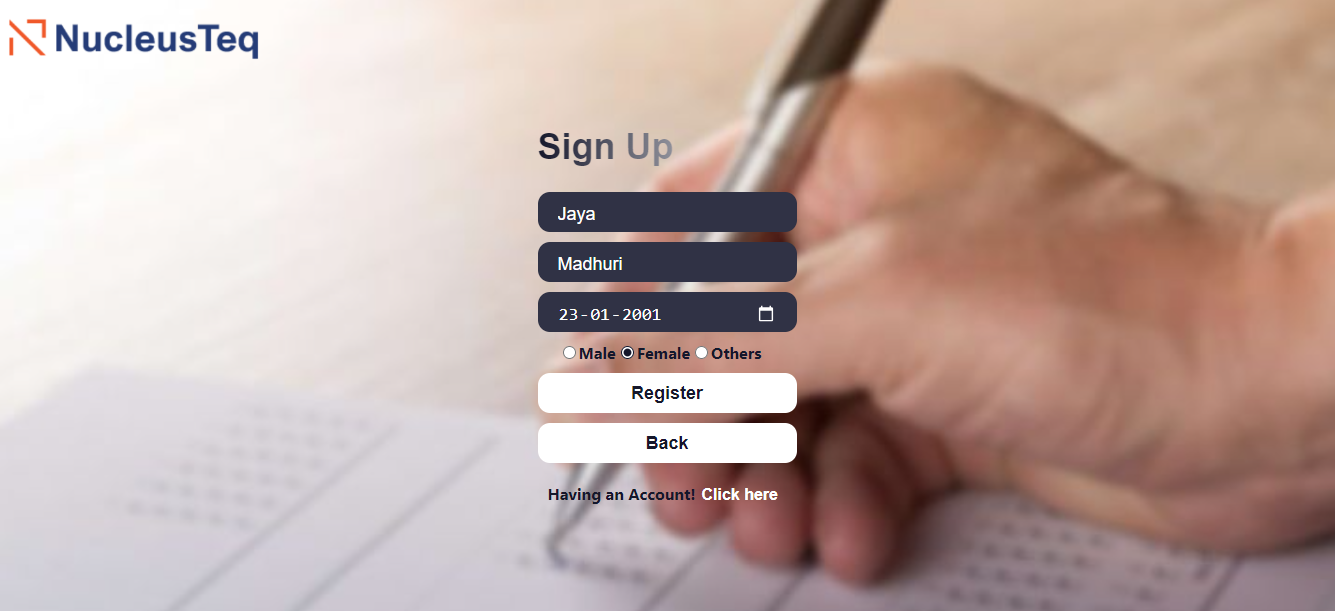 NucleusTeq
Sign Up
Jaya
Madhuri
23-01-2001
Male Female Others
Register
Back
Having an Account! Click here